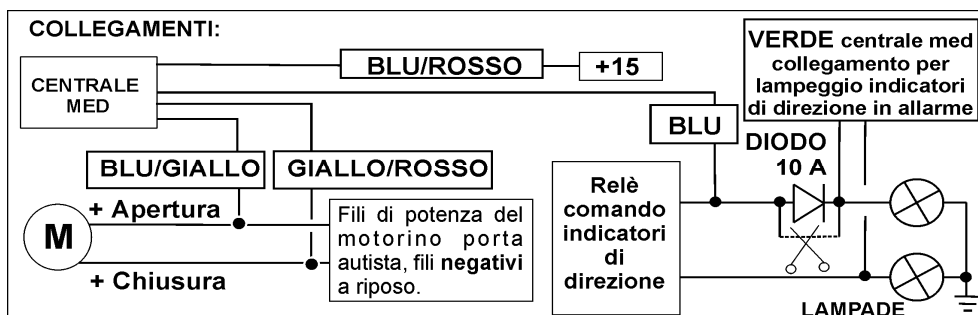 COLLEGAMENTI:
BLU/ROSSO
+15
CENTRALE
MED
VERDE centrale med
collegamento per
lampeggio indicatori
di direzione in allarme
BLU
DIODO
10 A
BLU/GIALLO
GIALLO/ROSSO
+ Apertura
M
+ Chiusura
Fili di potenza del
motorino porta
autista, fili negativi
a riposo.
Relè
comando
indicatori
di
direzione
LAMPADE